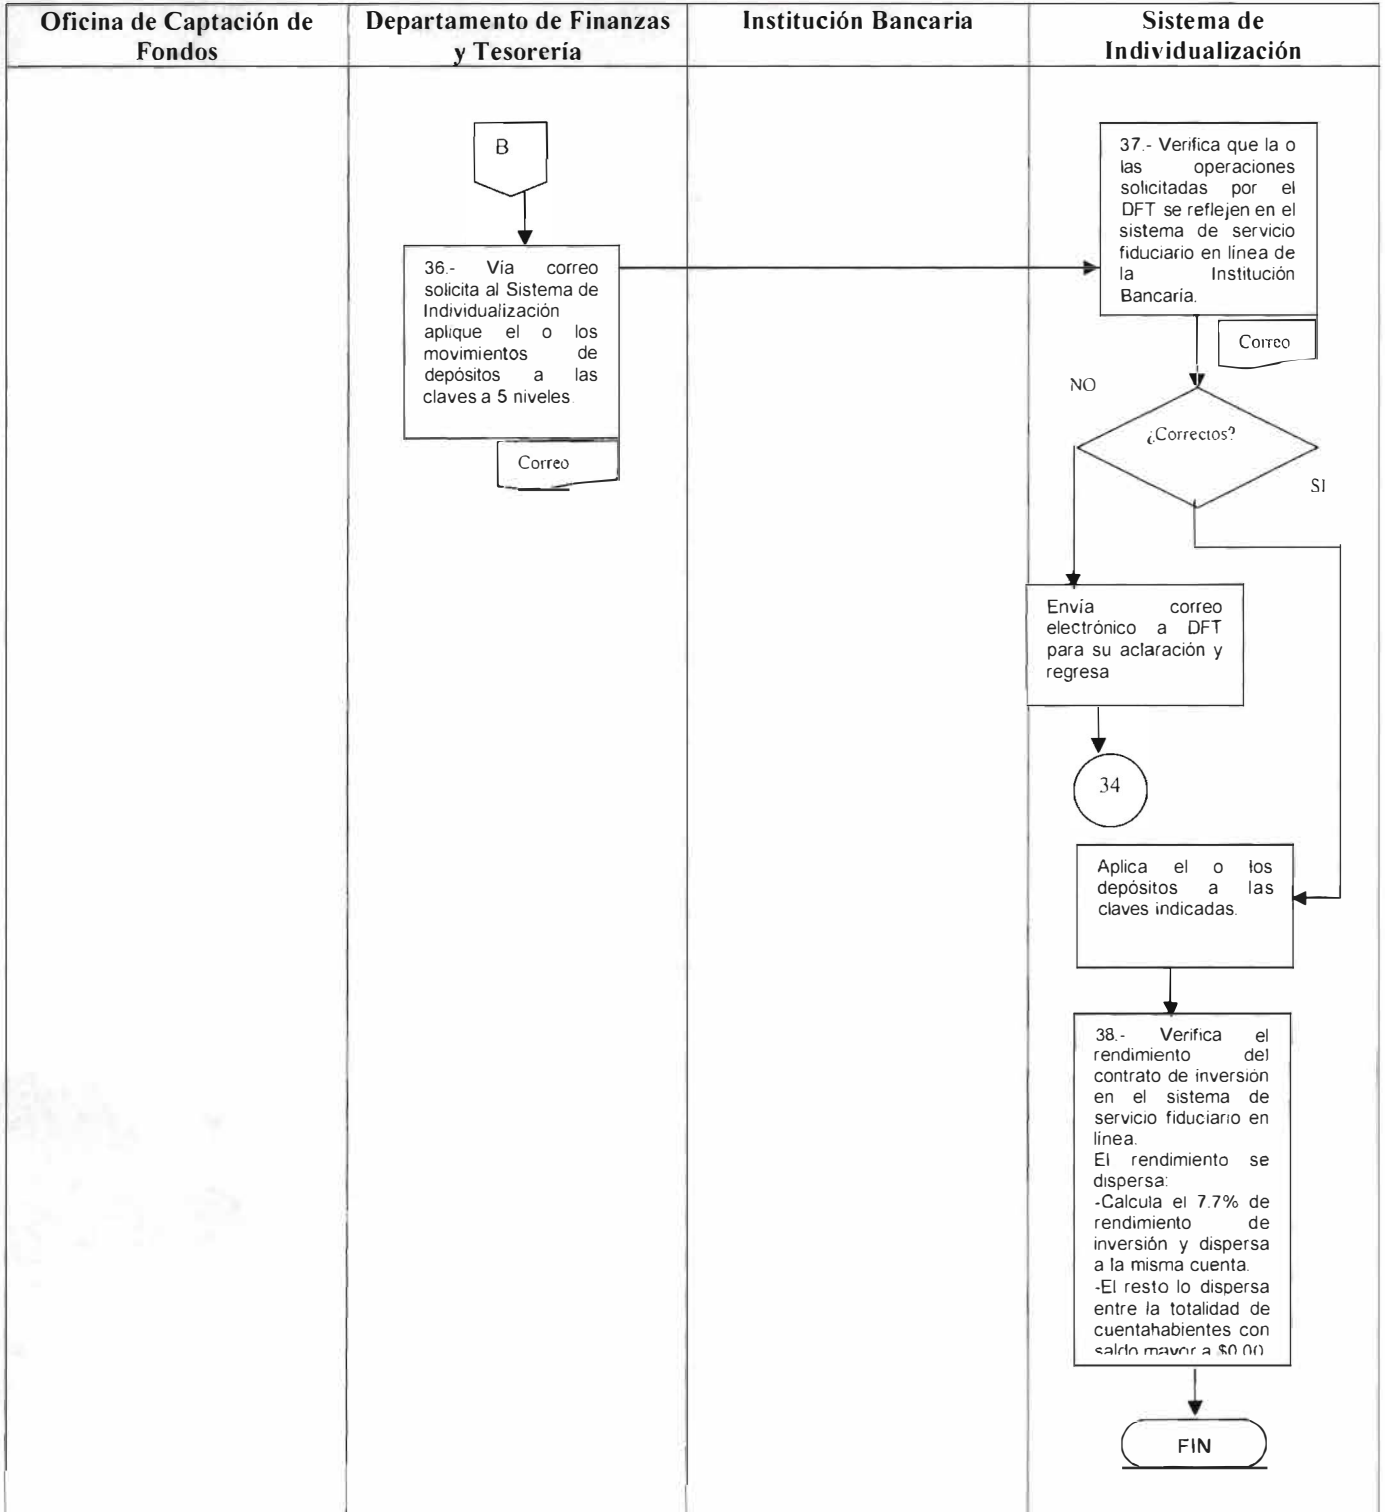 Oficina de Captación de
Fondos
Departamento de Finanzas
y Tesorería
Institución Bancaria
Sistema de
Individualización
B
36.- Vía correo
solicita al Sistema de
Individualización
aplique el o los
movimientos de
depósitos a las
claves a 5 niveles
Correo
37.- Verifica que la o
las operaciones
solicitadas por el
DFT se reflejen en el
sistema de servicio
fiduciario en línea de
la Institución
Bancaria.
Correo
NO
¿Correctos?
SI
Envía correo
electrónico a DFT
para su aclaración y
regresa
34
Aplica el o los
depósitos a las
claves indicadas.
38.- Verifica el
rendimiento del
contrato de inversión
en el sistema de
servicio fiduciario en
línea.
El rendimiento se
dispersa:
-Calcula el 7.7% de
rendimiento de
inversión y dispersa
a la misma cuenta.
-El resto lo dispersa
entre la totalidad de
cuentahabientes con
saldo mayor a $0.00
FIN